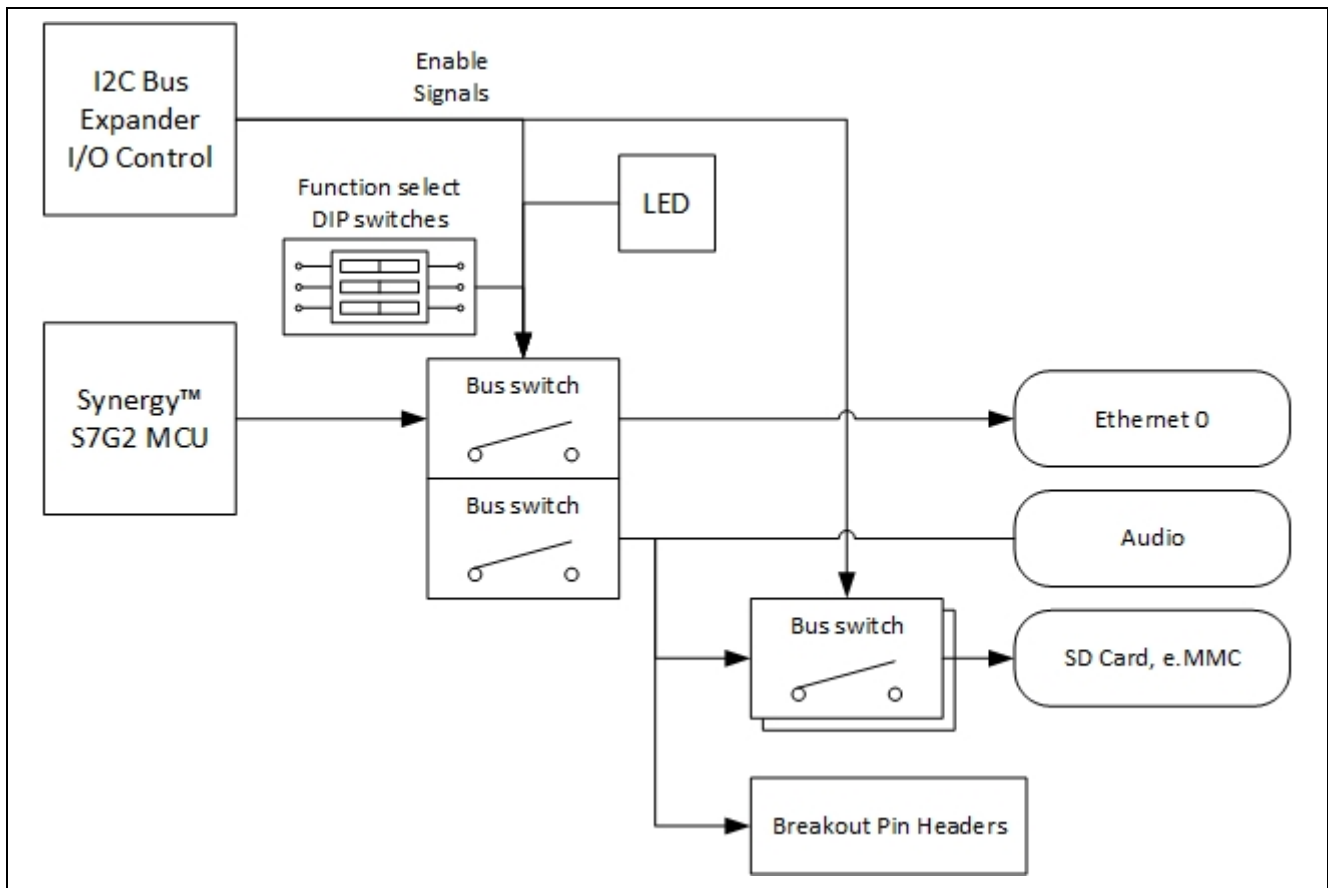 I2C Bus
Expander
I/O Control
Enable
Signals
Function select
DIP switches
LED
Synergy™
S7G2 MCU
Bus switch
Bus switch
Ethernet 0
Audio
Bus switch
SD Card, e.MMC
Breakout Pin Headers